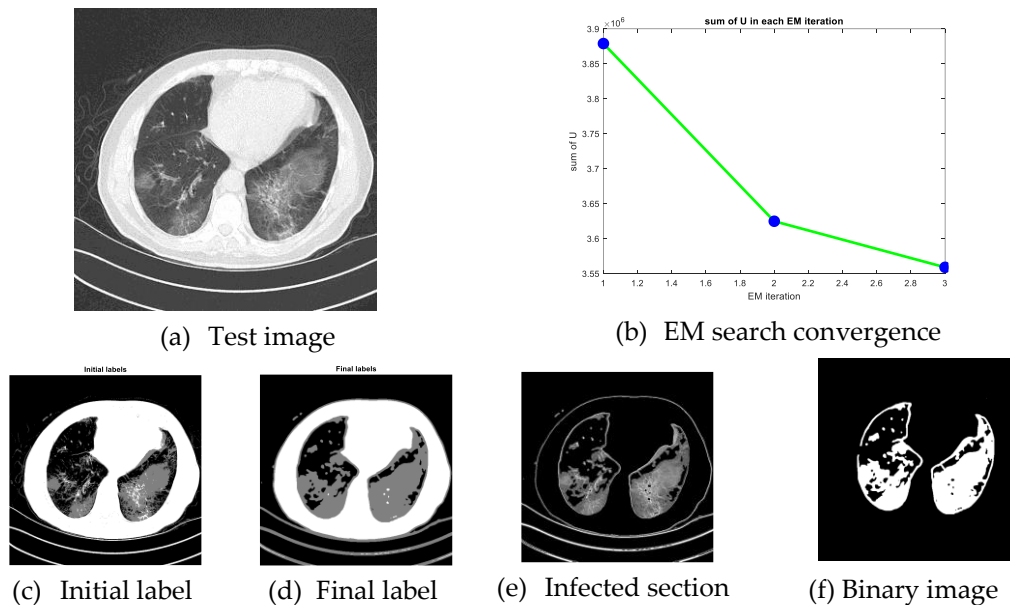 sum of U in each EM iteration
×10⁶
3.9
3.85
3.8
3.75
3.7
3.65
3.6
3.55
sum of U
1 1.2 1.4 1.6 1.8 2 2.2 2.4 2.6 2.8 3
EM iteration
(a) Test image
(b) EM search convergence
Initial labels
Final labels
(c) Initial label
(d) Final label
(e) Infected section
(f) Binary image